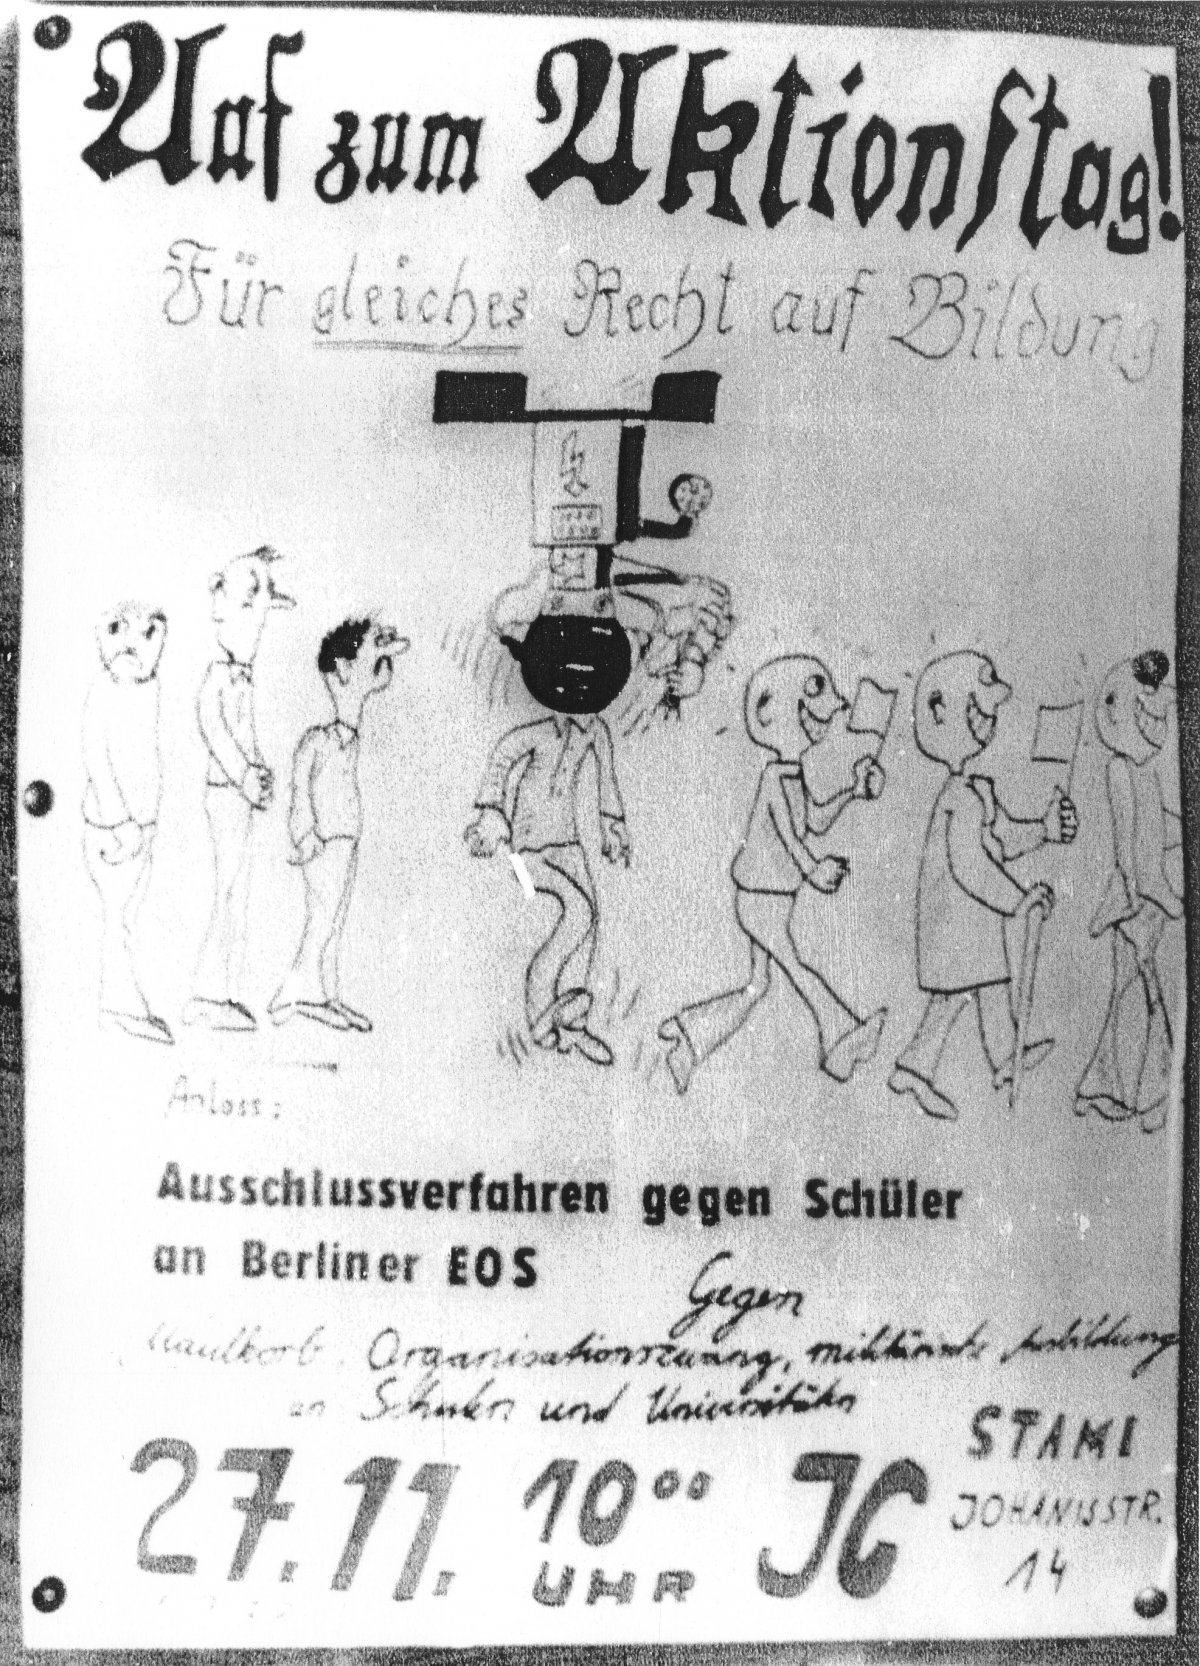 Auf zum Aktionstag!
Für gleiches Recht auf Bildung
Anlass:
Ausschlussverfahren gegen Schüler
an Berliner EOS
Gegen
Maulkorb, Organisationszwang, militärische Ausbildung
an Schulen und Universitäten
27.11. 10⁰⁰ UHR JG
STAMI
JOHANISSTR.
14